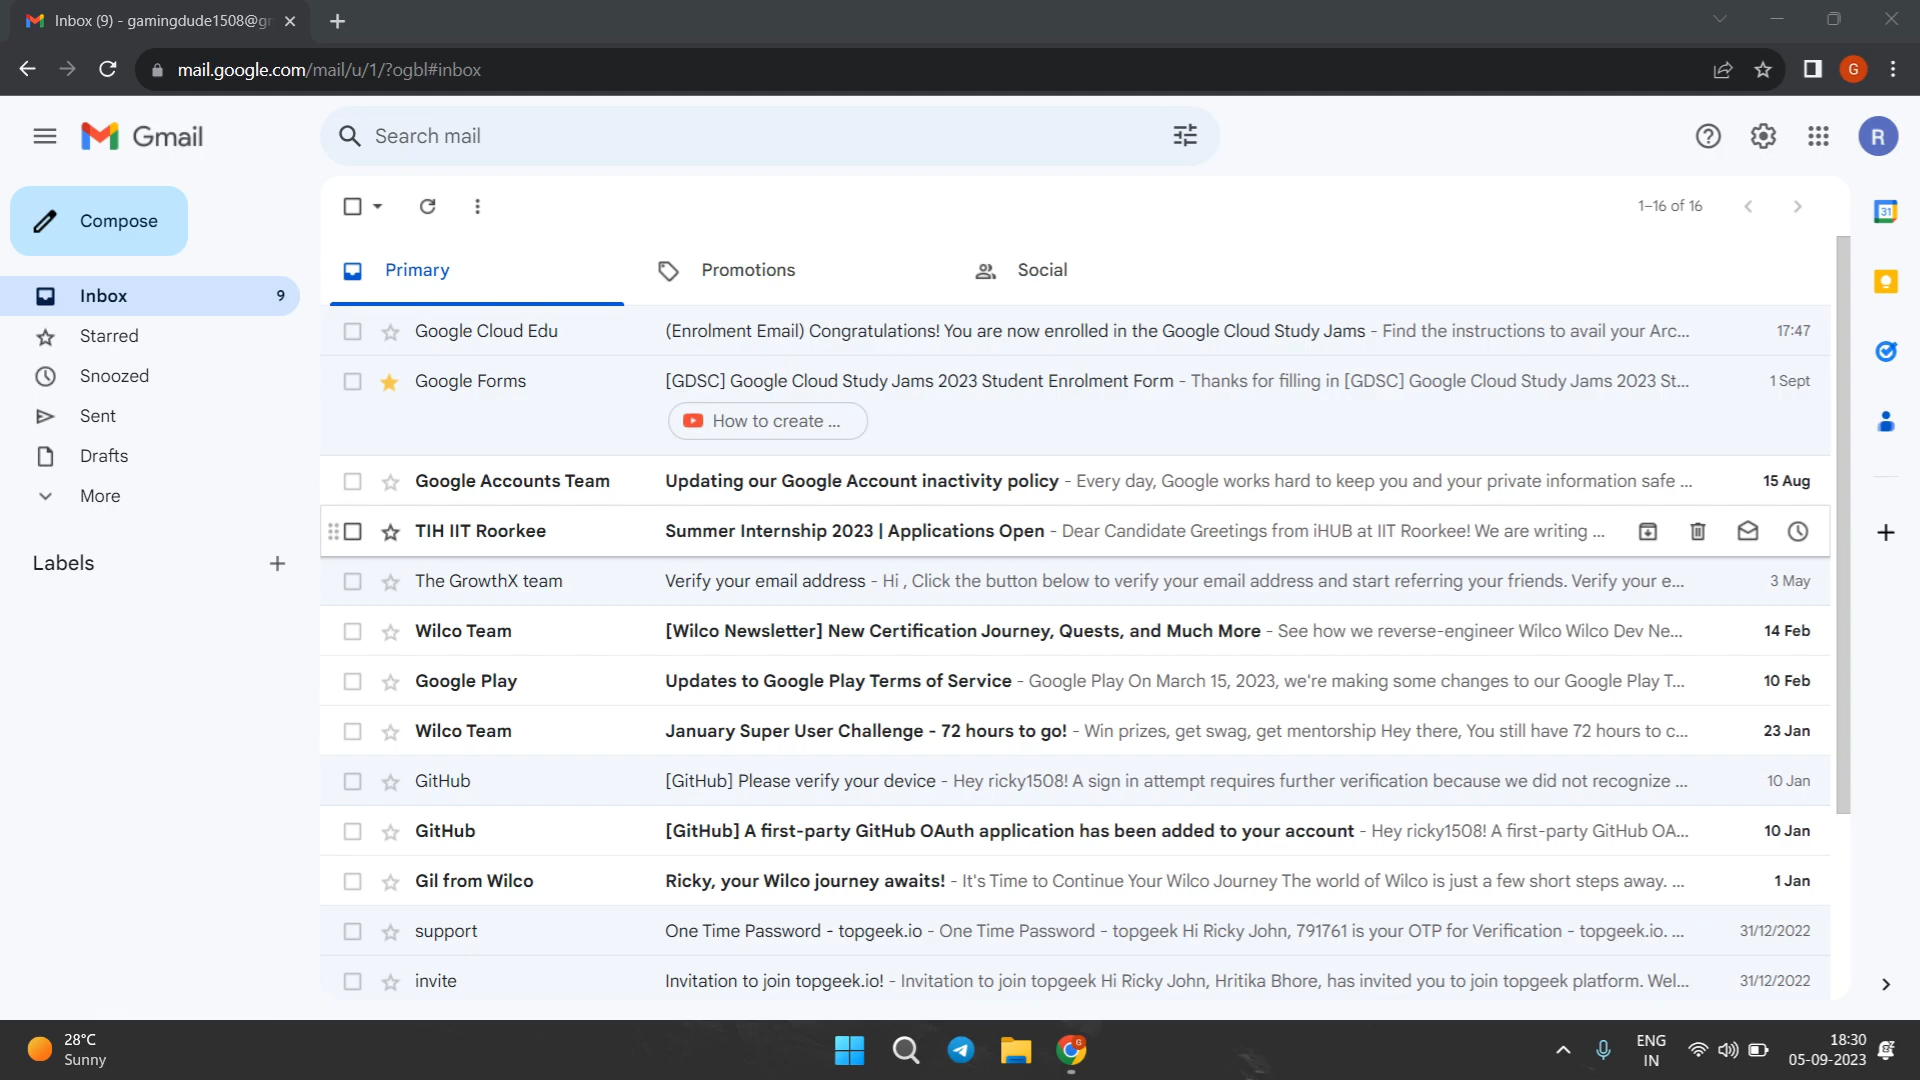 Inbox (9) - gamingdude1508@gm
mail.google.com/mail/u/1/?ogbl#inbox
G
Gmail
Search mail
R
Compose
1–16 of 16
31
Primary
Promotions
Social
Inbox 9
Starred
Snoozed
Sent
Drafts
More
Labels
Google Cloud Edu (Enrolment Email) Congratulations! You are now enrolled in the Google Cloud Study Jams - Find the instructions to avail your Arc... 17:47
Google Forms [GDSC] Google Cloud Study Jams 2023 Student Enrolment Form - Thanks for filling in [GDSC] Google Cloud Study Jams 2023 St... 1 Sept
How to create ...
Google Accounts Team Updating our Google Account inactivity policy - Every day, Google works hard to keep you and your private information safe ... 15 Aug
TIH IIT Roorkee Summer Internship 2023 | Applications Open - Dear Candidate Greetings from iHUB at IIT Roorkee! We are writing ...
The GrowthX team Verify your email address - Hi , Click the button below to verify your email address and start referring your friends. Verify your e... 3 May
Wilco Team [Wilco Newsletter] New Certification Journey, Quests, and Much More - See how we reverse-engineer Wilco Wilco Dev Ne... 14 Feb
Google Play Updates to Google Play Terms of Service - Google Play On March 15, 2023, we're making some changes to our Google Play T... 10 Feb
Wilco Team January Super User Challenge - 72 hours to go! - Win prizes, get swag, get mentorship Hey there, You still have 72 hours to c... 23 Jan
GitHub [GitHub] Please verify your device - Hey ricky1508! A sign in attempt requires further verification because we did not recognize ... 10 Jan
GitHub [GitHub] A first-party GitHub OAuth application has been added to your account - Hey ricky1508! A first-party GitHub OA... 10 Jan
Gil from Wilco Ricky, your Wilco journey awaits! - It's Time to Continue Your Wilco Journey The world of Wilco is just a few short steps away. ... 1 Jan
support One Time Password - topgeek.io - One Time Password - topgeek Hi Ricky John, 791761 is your OTP for Verification - topgeek.io. ... 31/12/2022
invite Invitation to join topgeek.io! - Invitation to join topgeek Hi Ricky John, Hritika Bhore, has invited you to join topgeek platform. Wel... 31/12/2022
28°C
Sunny
ENG
IN
18:30
05-09-2023